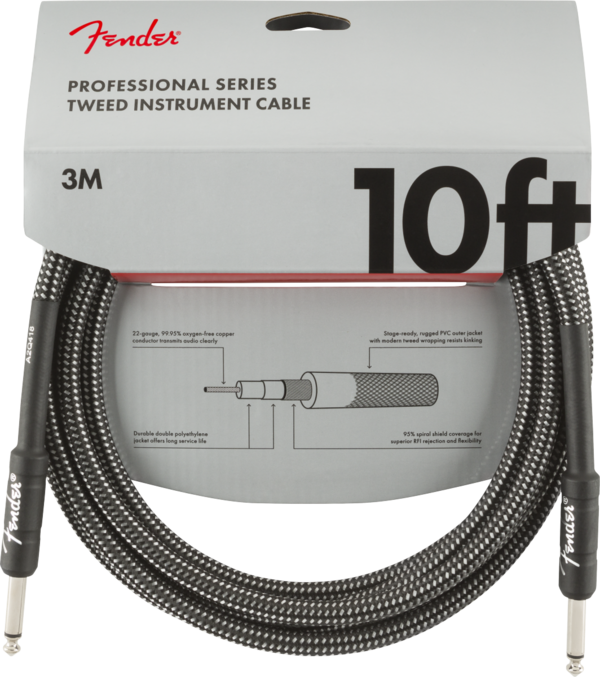 Fender®
PROFESSIONAL SERIES
TWEED INSTRUMENT CABLE
3M
10ft
22-gauge, 99.95% oxygen-free copper
conductor transmits audio clearly
Stage-ready, rugged PVC outer jacket
with modern tweed wrapping resists kinking
Durable double polyethylene
jacket offers long service life
95% spiral shield coverage for
superior RFI rejection and flexibility
A2Q418
Fender®
Fender®